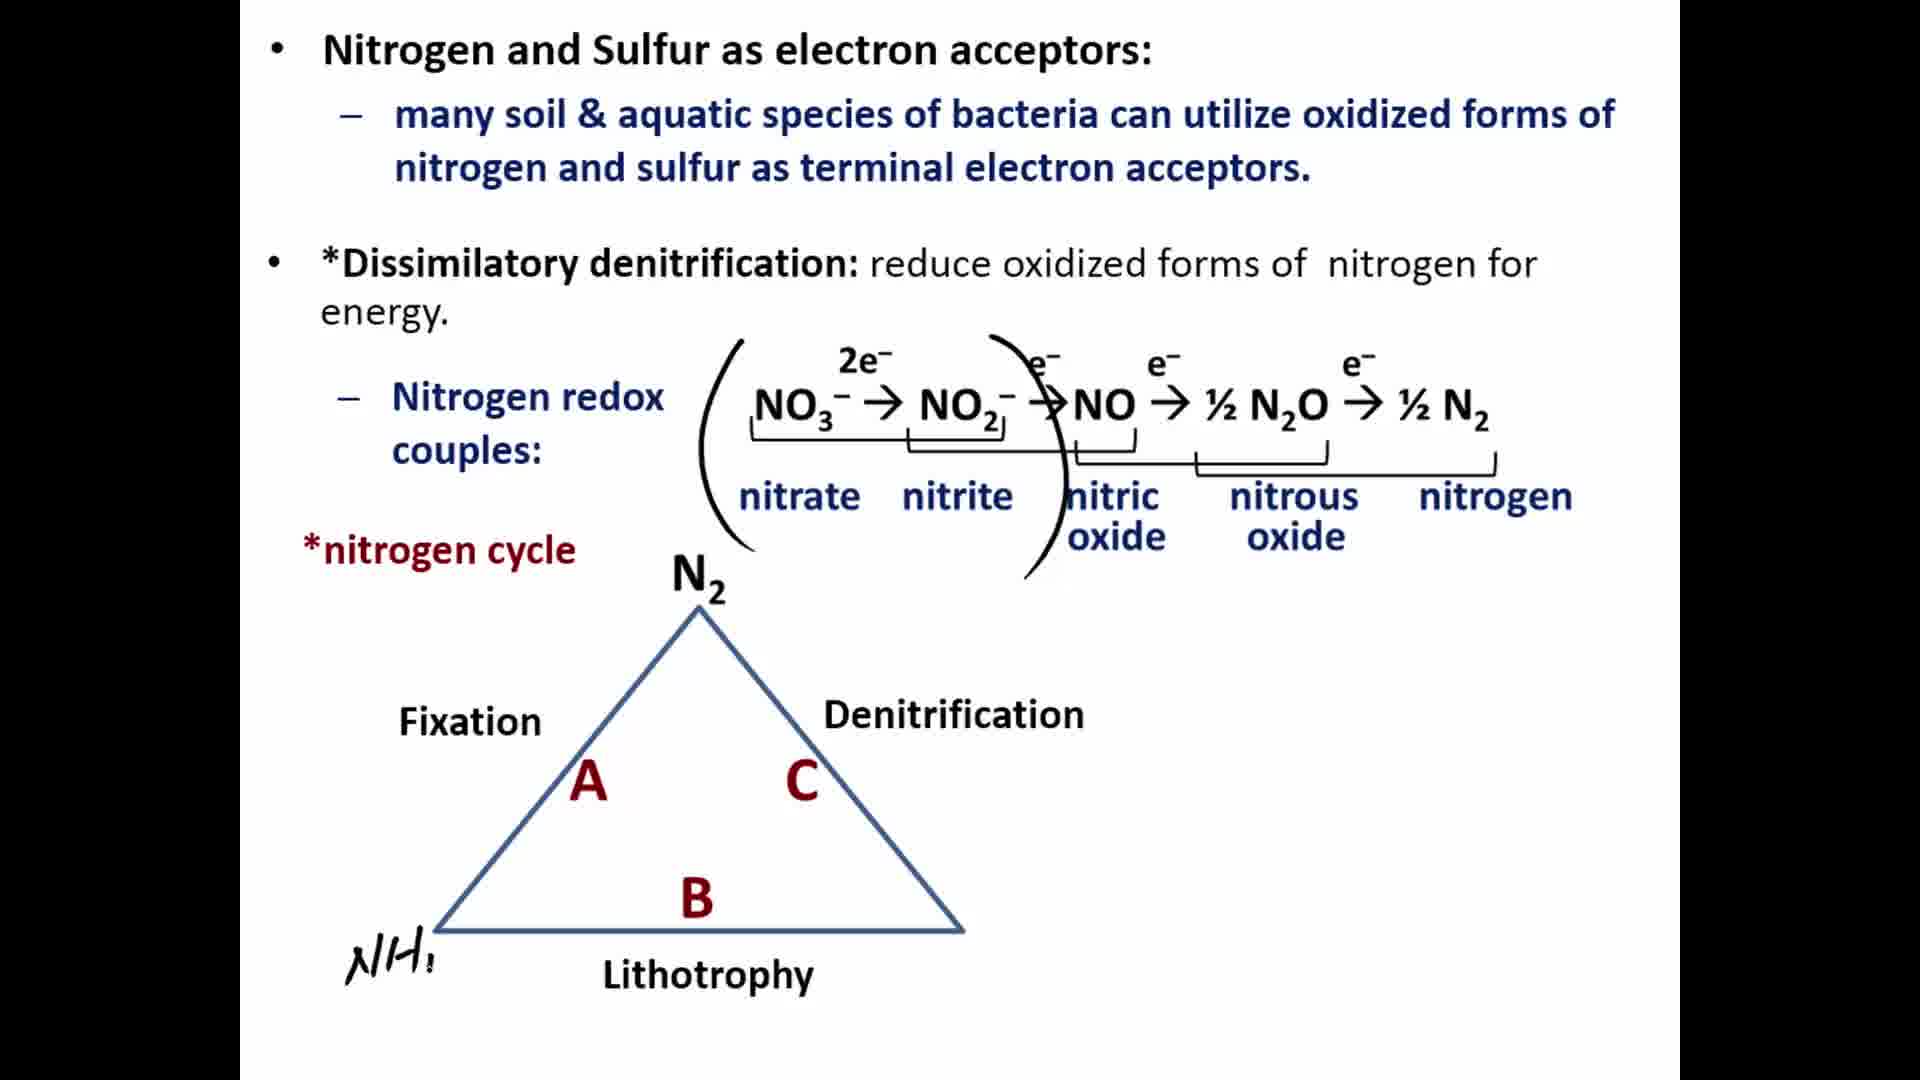 • Nitrogen and Sulfur as electron acceptors:
– many soil & aquatic species of bacteria can utilize oxidized forms of
nitrogen and sulfur as terminal electron acceptors.
• *Dissimilatory denitrification: reduce oxidized forms of nitrogen for
energy.
2e⁻ e⁻ e⁻ e⁻
– Nitrogen redox
couples:
NO₃⁻ → NO₂⁻ → NO → ½ N₂O → ½ N₂
nitrate nitrite nitric oxide nitrous oxide nitrogen
*nitrogen cycle
N₂
Fixation
Denitrification
A
C
B
NH
Lithotrophy